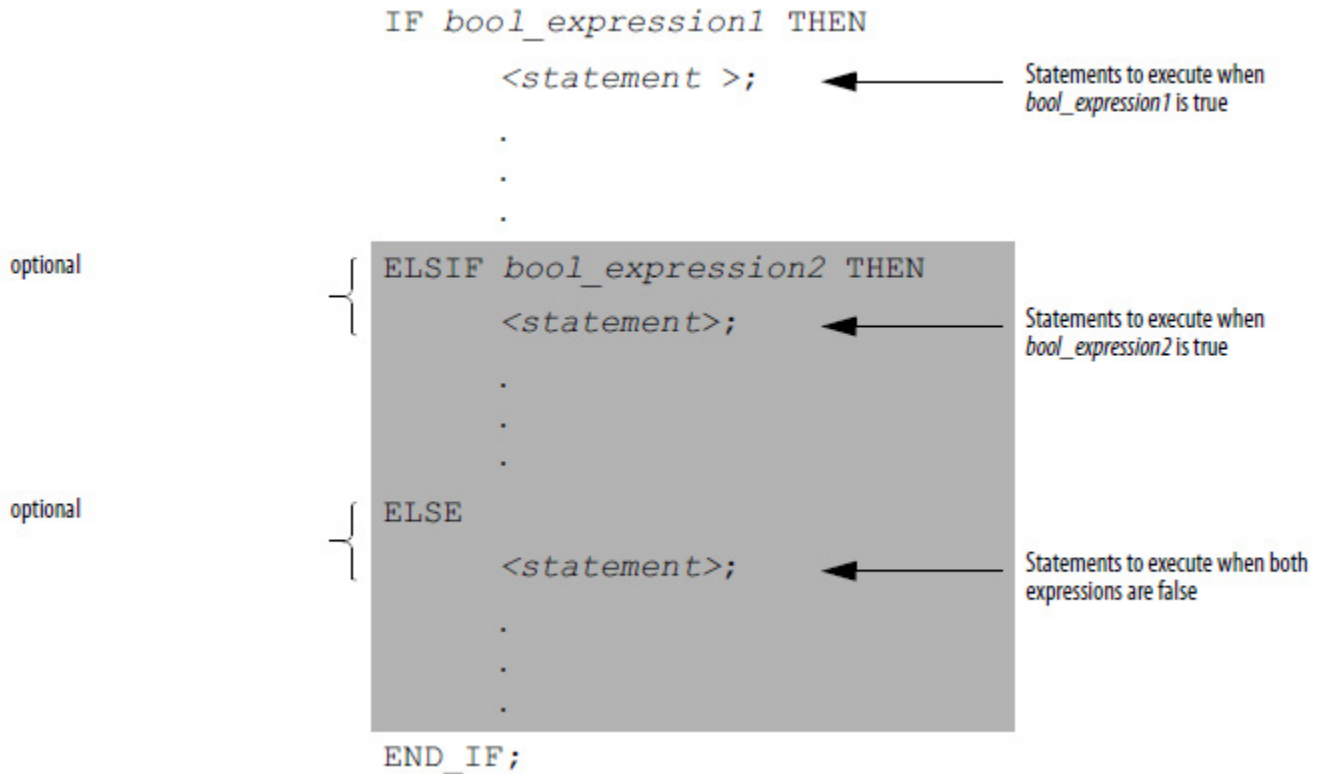 IF bool_expression1 THEN
<statement >;
Statements to execute when
bool_expression1 is true
.
.
.
optional
ELSIF bool_expression2 THEN
<statement>;
Statements to execute when
bool_expression2 is true
.
.
.
optional
ELSE
<statement>;
Statements to execute when both
expressions are false
.
.
.
END_IF;